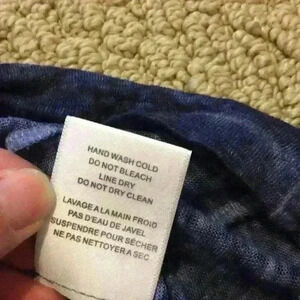 HAND WASH COLD
DO NOT BLEACH
LINE DRY
DO NOT DRY CLEAN
LAVAGE A LA MAIN FROID
PAS D'EAU DE JAVEL
SUSPENDRE POUR SÉCHER
NE PAS NETTOYER A SEC